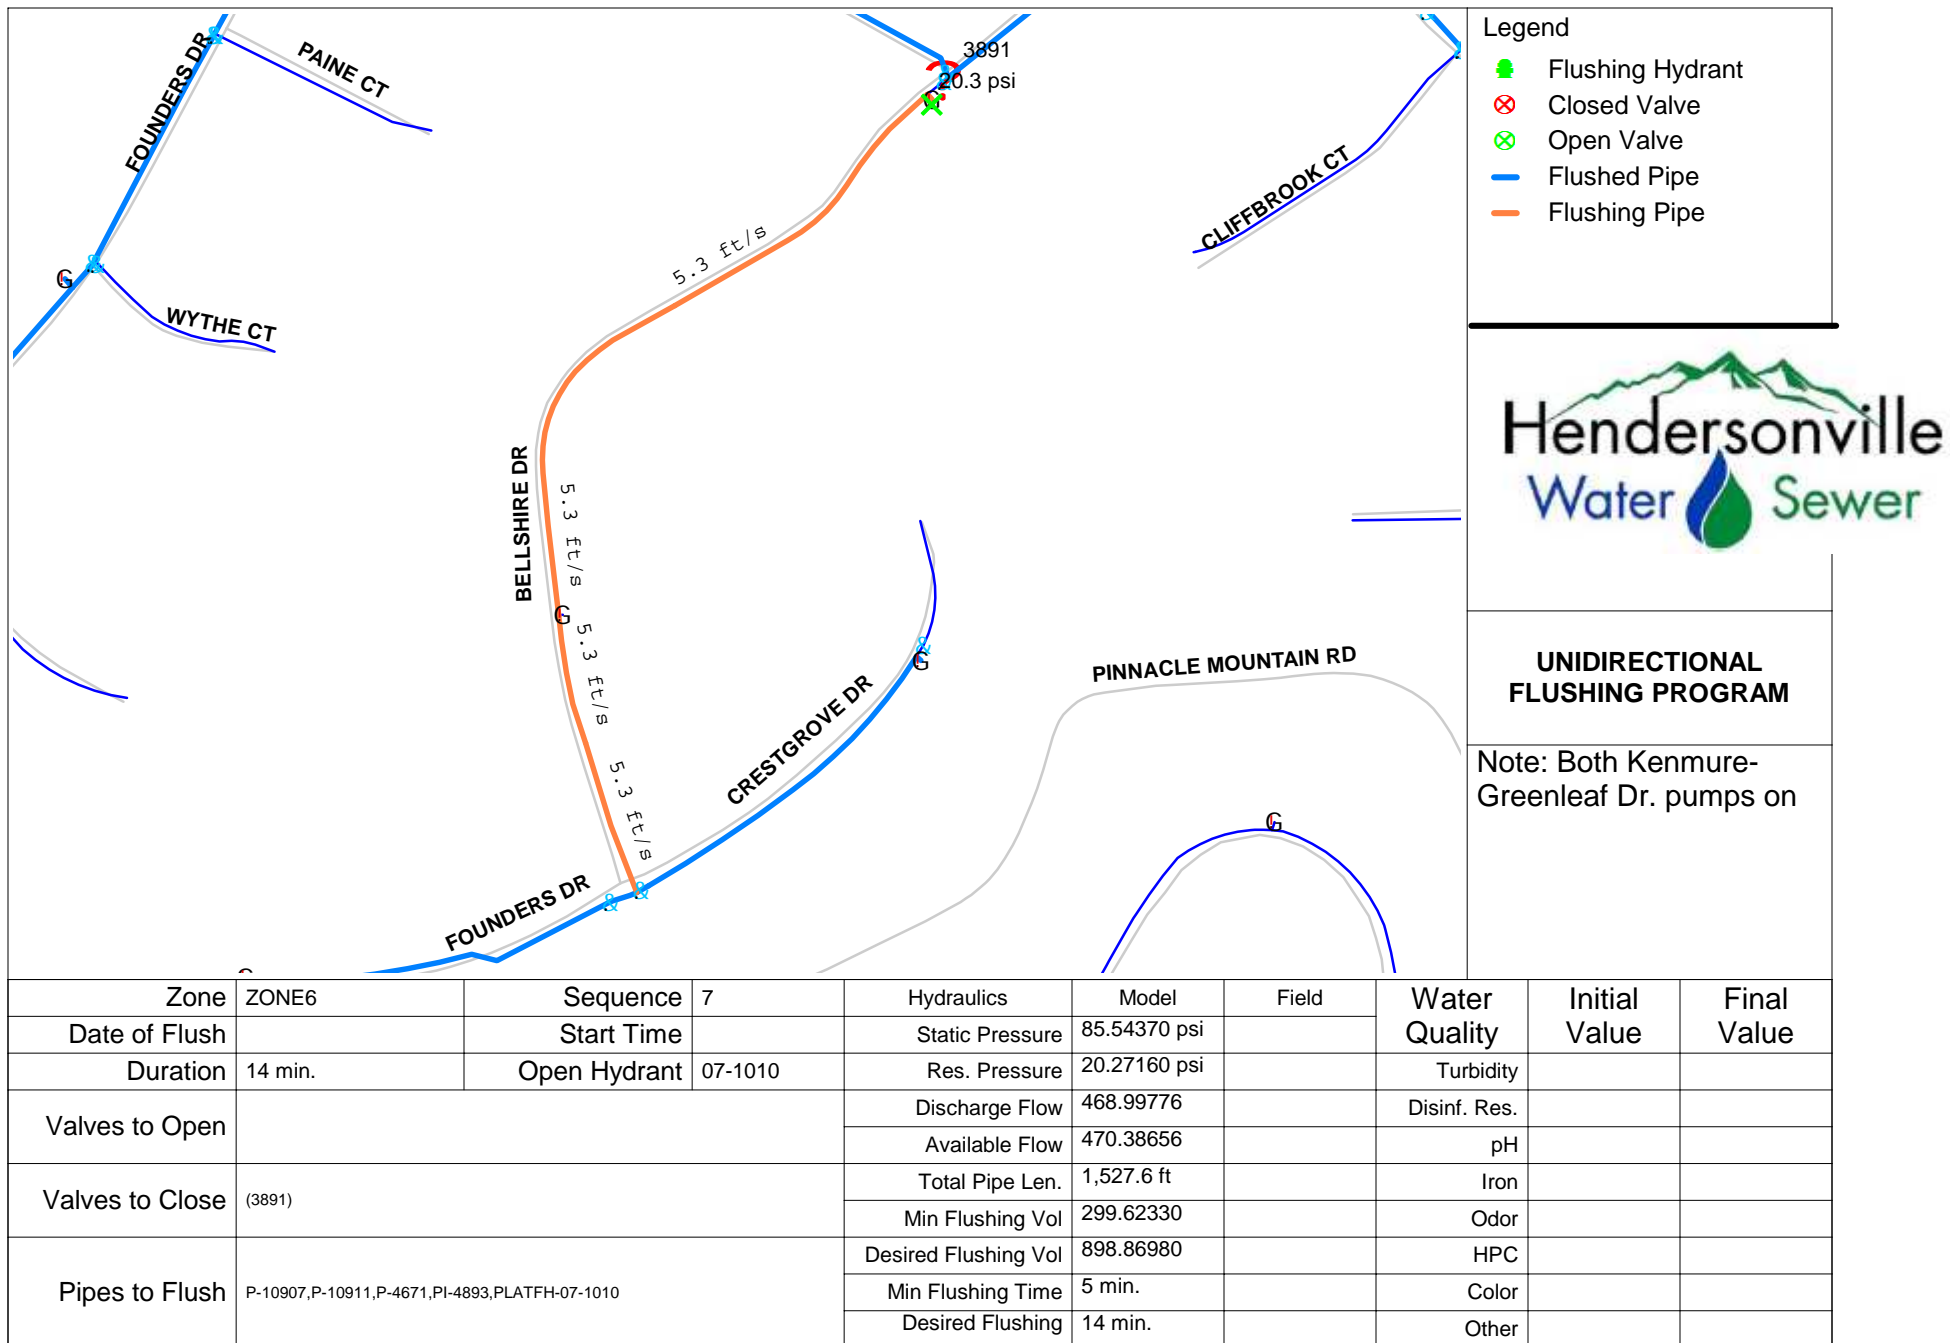 FOUNDERS DR
PAINE CT
3891
20.3 psi
CLIFFBROOK CT
WYTHE CT
5.3 ft/s
BELLSHIRE DR
5.3 ft/s
5.3 ft/s
5.3 ft/s
CRESTGROVE DR
PINNACLE MOUNTAIN RD
FOUNDERS DR
Legend
Flushing Hydrant
Closed Valve
Open Valve
Flushed Pipe
Flushing Pipe
Hendersonville
Water Sewer
UNIDIRECTIONAL
FLUSHING PROGRAM
Note: Both Kenmure-
Greenleaf Dr. pumps on
Zone ZONE6 Sequence 7
Date of Flush Start Time
Duration 14 min. Open Hydrant 07-1010
Valves to Open
Valves to Close (3891)
Pipes to Flush P-10907,P-10911,P-4671,PI-4893,PLATFH-07-1010
Hydraulics Model Field
Static Pressure 85.54370 psi
Res. Pressure 20.27160 psi
Discharge Flow 468.99776
Available Flow 470.38656
Total Pipe Len. 1,527.6 ft
Min Flushing Vol 299.62330
Desired Flushing Vol 898.86980
Min Flushing Time 5 min.
Desired Flushing 14 min.
Water Quality Initial Value Final Value
Turbidity
Disinf. Res.
pH
Iron
Odor
HPC
Color
Other